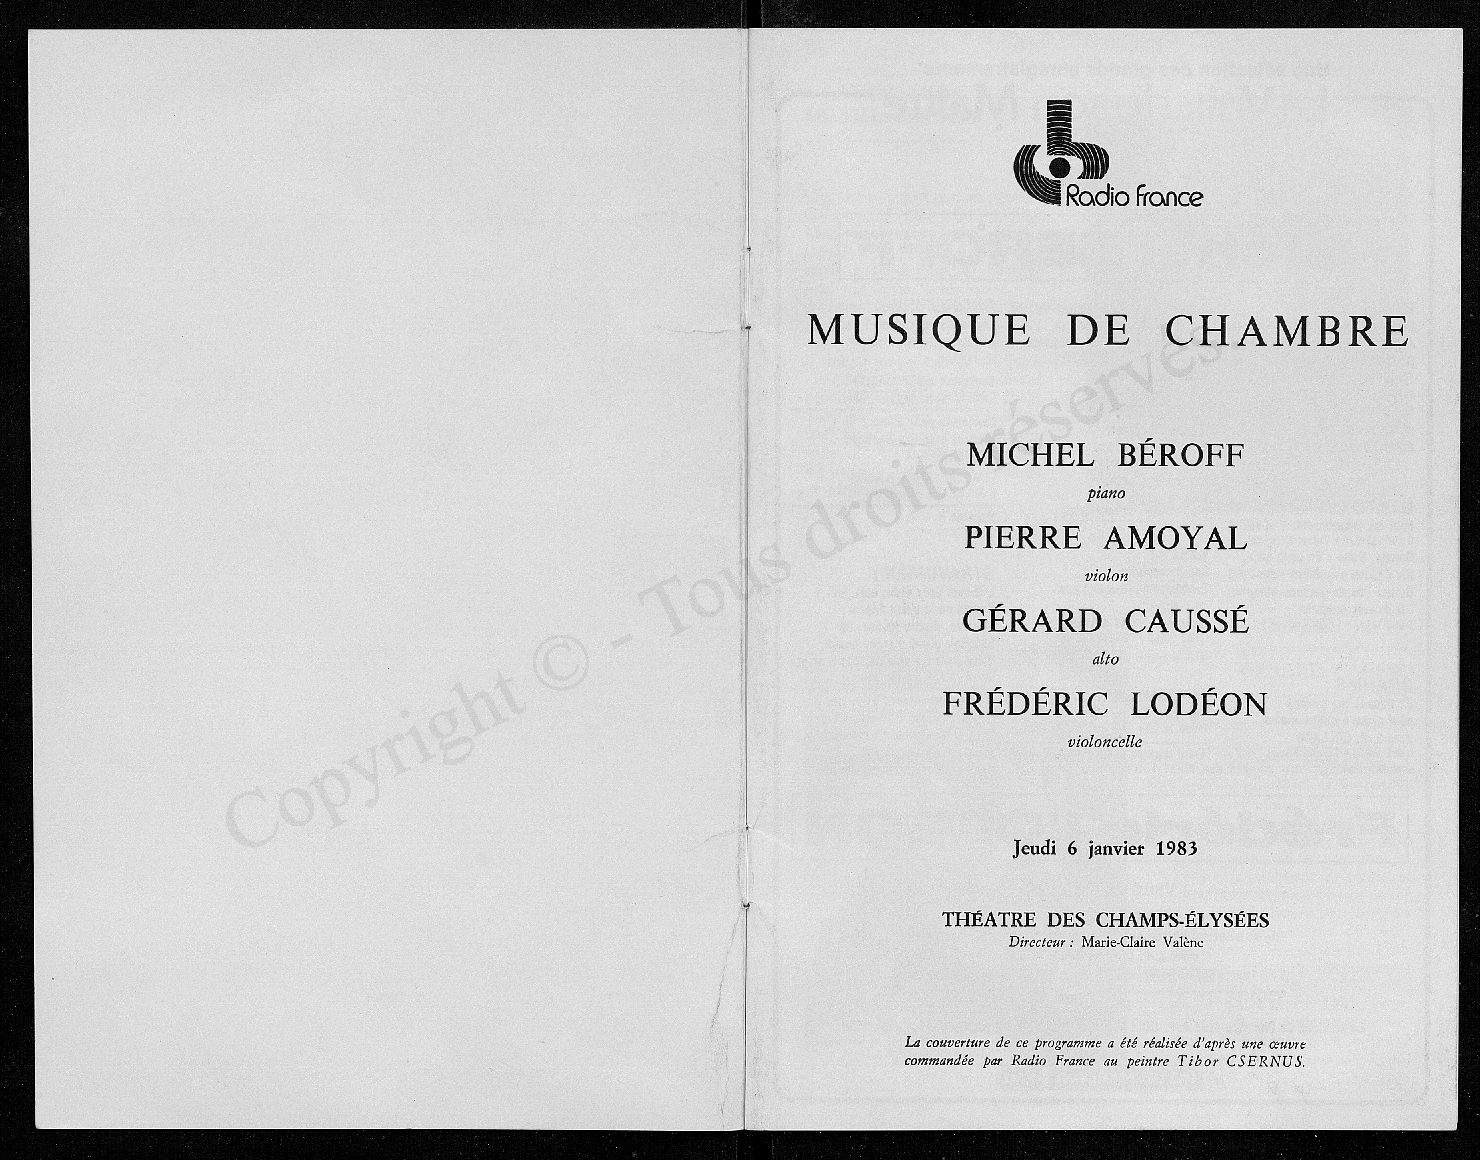 Radio France
MUSIQUE DE CHAMBRE
MICHEL BÉROFF
piano
PIERRE AMOYAL
violon
GÉRARD CAUSSÉ
alto
FRÉDÉRIC LODÉON
violoncelle
Jeudi 6 janvier 1983
THÉATRE DES CHAMPS-ÉLYSÉES
Directeur : Marie-Claire Valène
La couverture de ce programme a été réalisée d'après une œuvre
commandée par Radio France au peintre Tibor CSERNUS.
Copyright © - Tous droits réservés